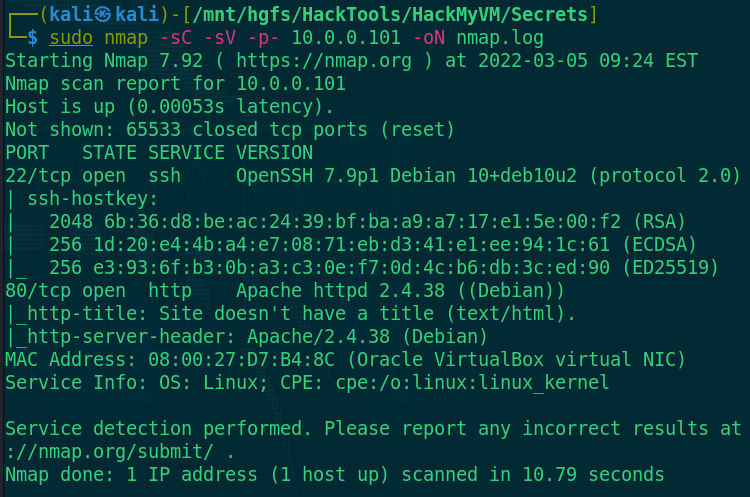 ┌──(kali㉿kali)-[/mnt/hgfs/HackTools/HackMyVM/Secrets]
└─$ sudo nmap -sC -sV -p- 10.0.0.101 -oN nmap.log
Starting Nmap 7.92 ( https://nmap.org ) at 2022-03-05 09:24 EST
Nmap scan report for 10.0.0.101
Host is up (0.00053s latency).
Not shown: 65533 closed tcp ports (reset)
PORT   STATE SERVICE VERSION
22/tcp open  ssh     OpenSSH 7.9p1 Debian 10+deb10u2 (protocol 2.0)
| ssh-hostkey:
|   2048 6b:36:d8:be:ac:24:39:bf:ba:a9:a7:17:e1:5e:00:f2 (RSA)
|   256 1d:20:e4:4b:a4:e7:08:71:eb:d3:41:e1:ee:94:1c:61 (ECDSA)
|_  256 e3:93:6f:b3:0b:a3:c3:0e:f7:0d:4c:b6:db:3c:ed:90 (ED25519)
80/tcp open  http    Apache httpd 2.4.38 ((Debian))
|_http-title: Site doesn't have a title (text/html).
|_http-server-header: Apache/2.4.38 (Debian)
MAC Address: 08:00:27:D7:B4:8C (Oracle VirtualBox virtual NIC)
Service Info: OS: Linux; CPE: cpe:/o:linux:linux_kernel

Service detection performed. Please report any incorrect results at
://nmap.org/submit/ .
Nmap done: 1 IP address (1 host up) scanned in 10.79 seconds